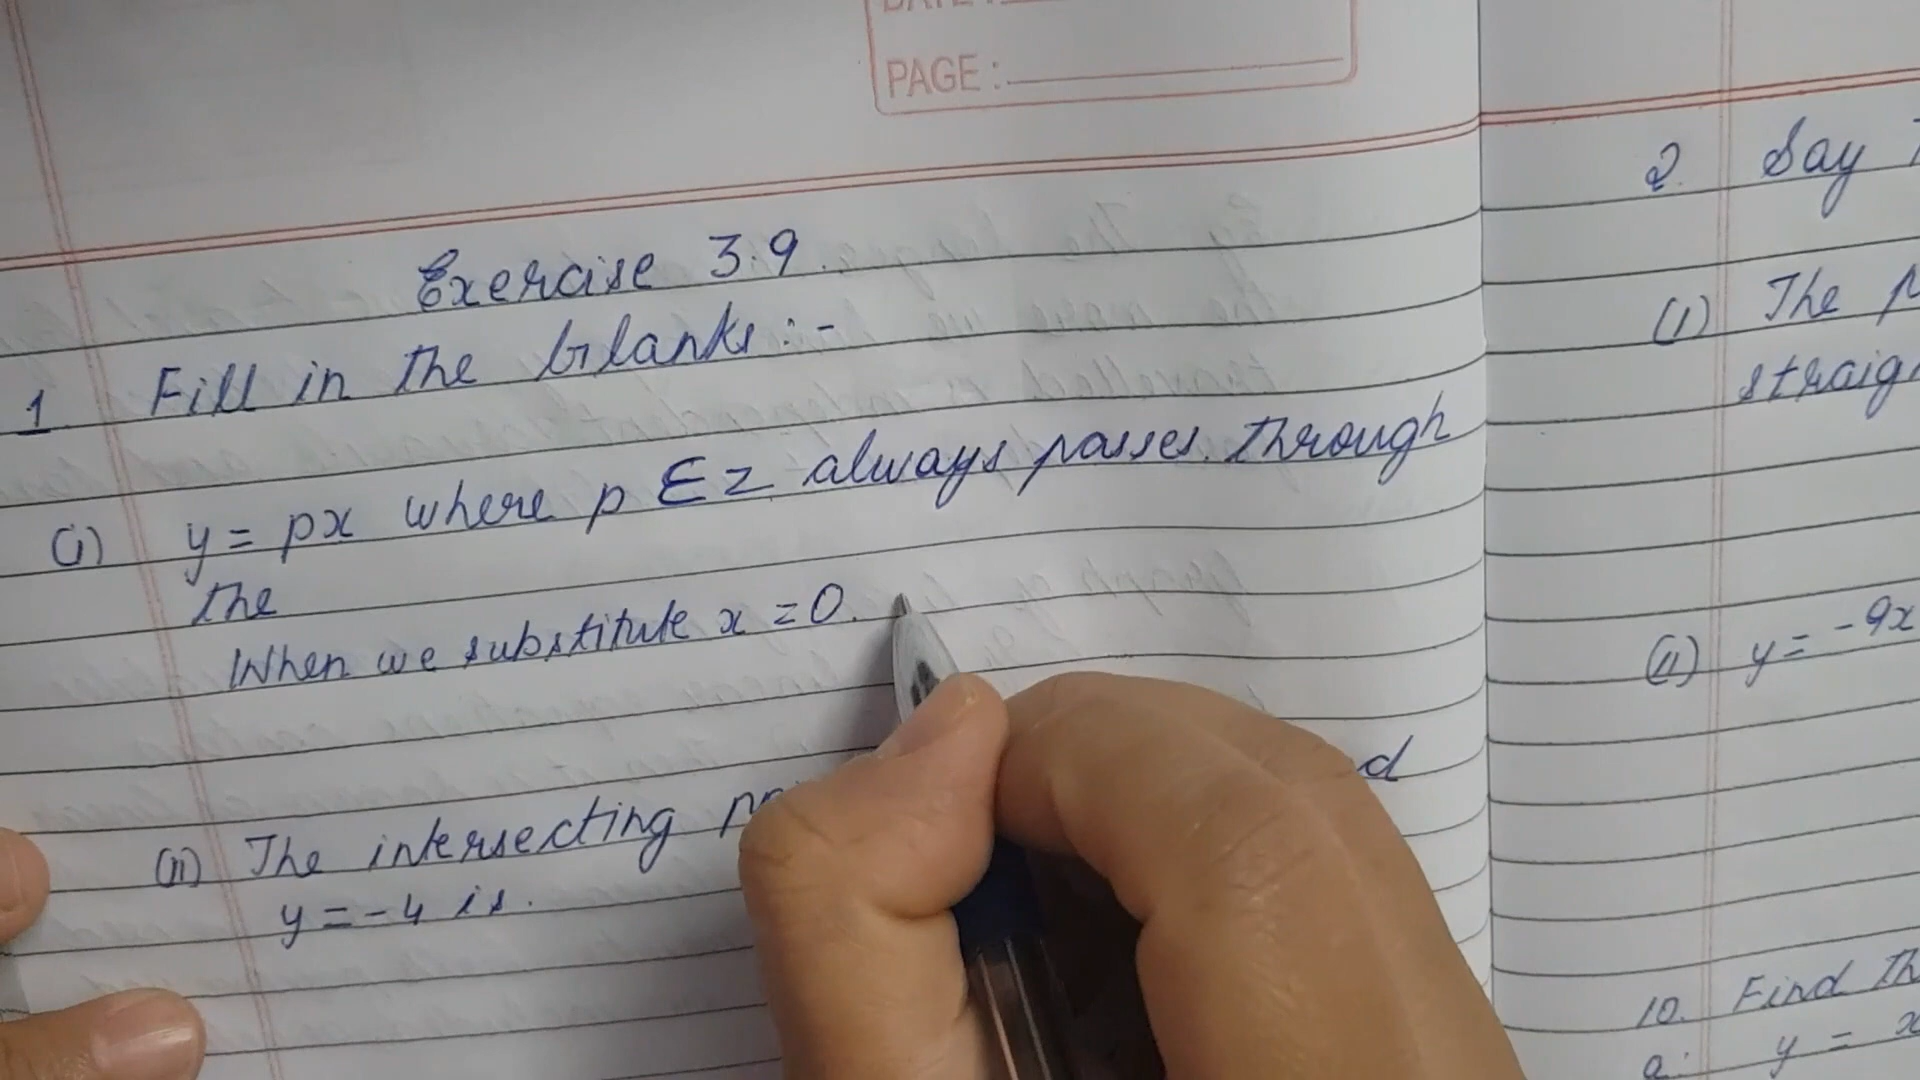 PAGE :
Exercise 3.9.
1 Fill in the blanks :-
(i) y = px where p ∈ z always passes through
the
When we substitute x = 0.
(ii) The intersecting
y = -4 is.
2. Say
(i) The
straig
(ii) y = -9x
10. Find Th
a. y = x